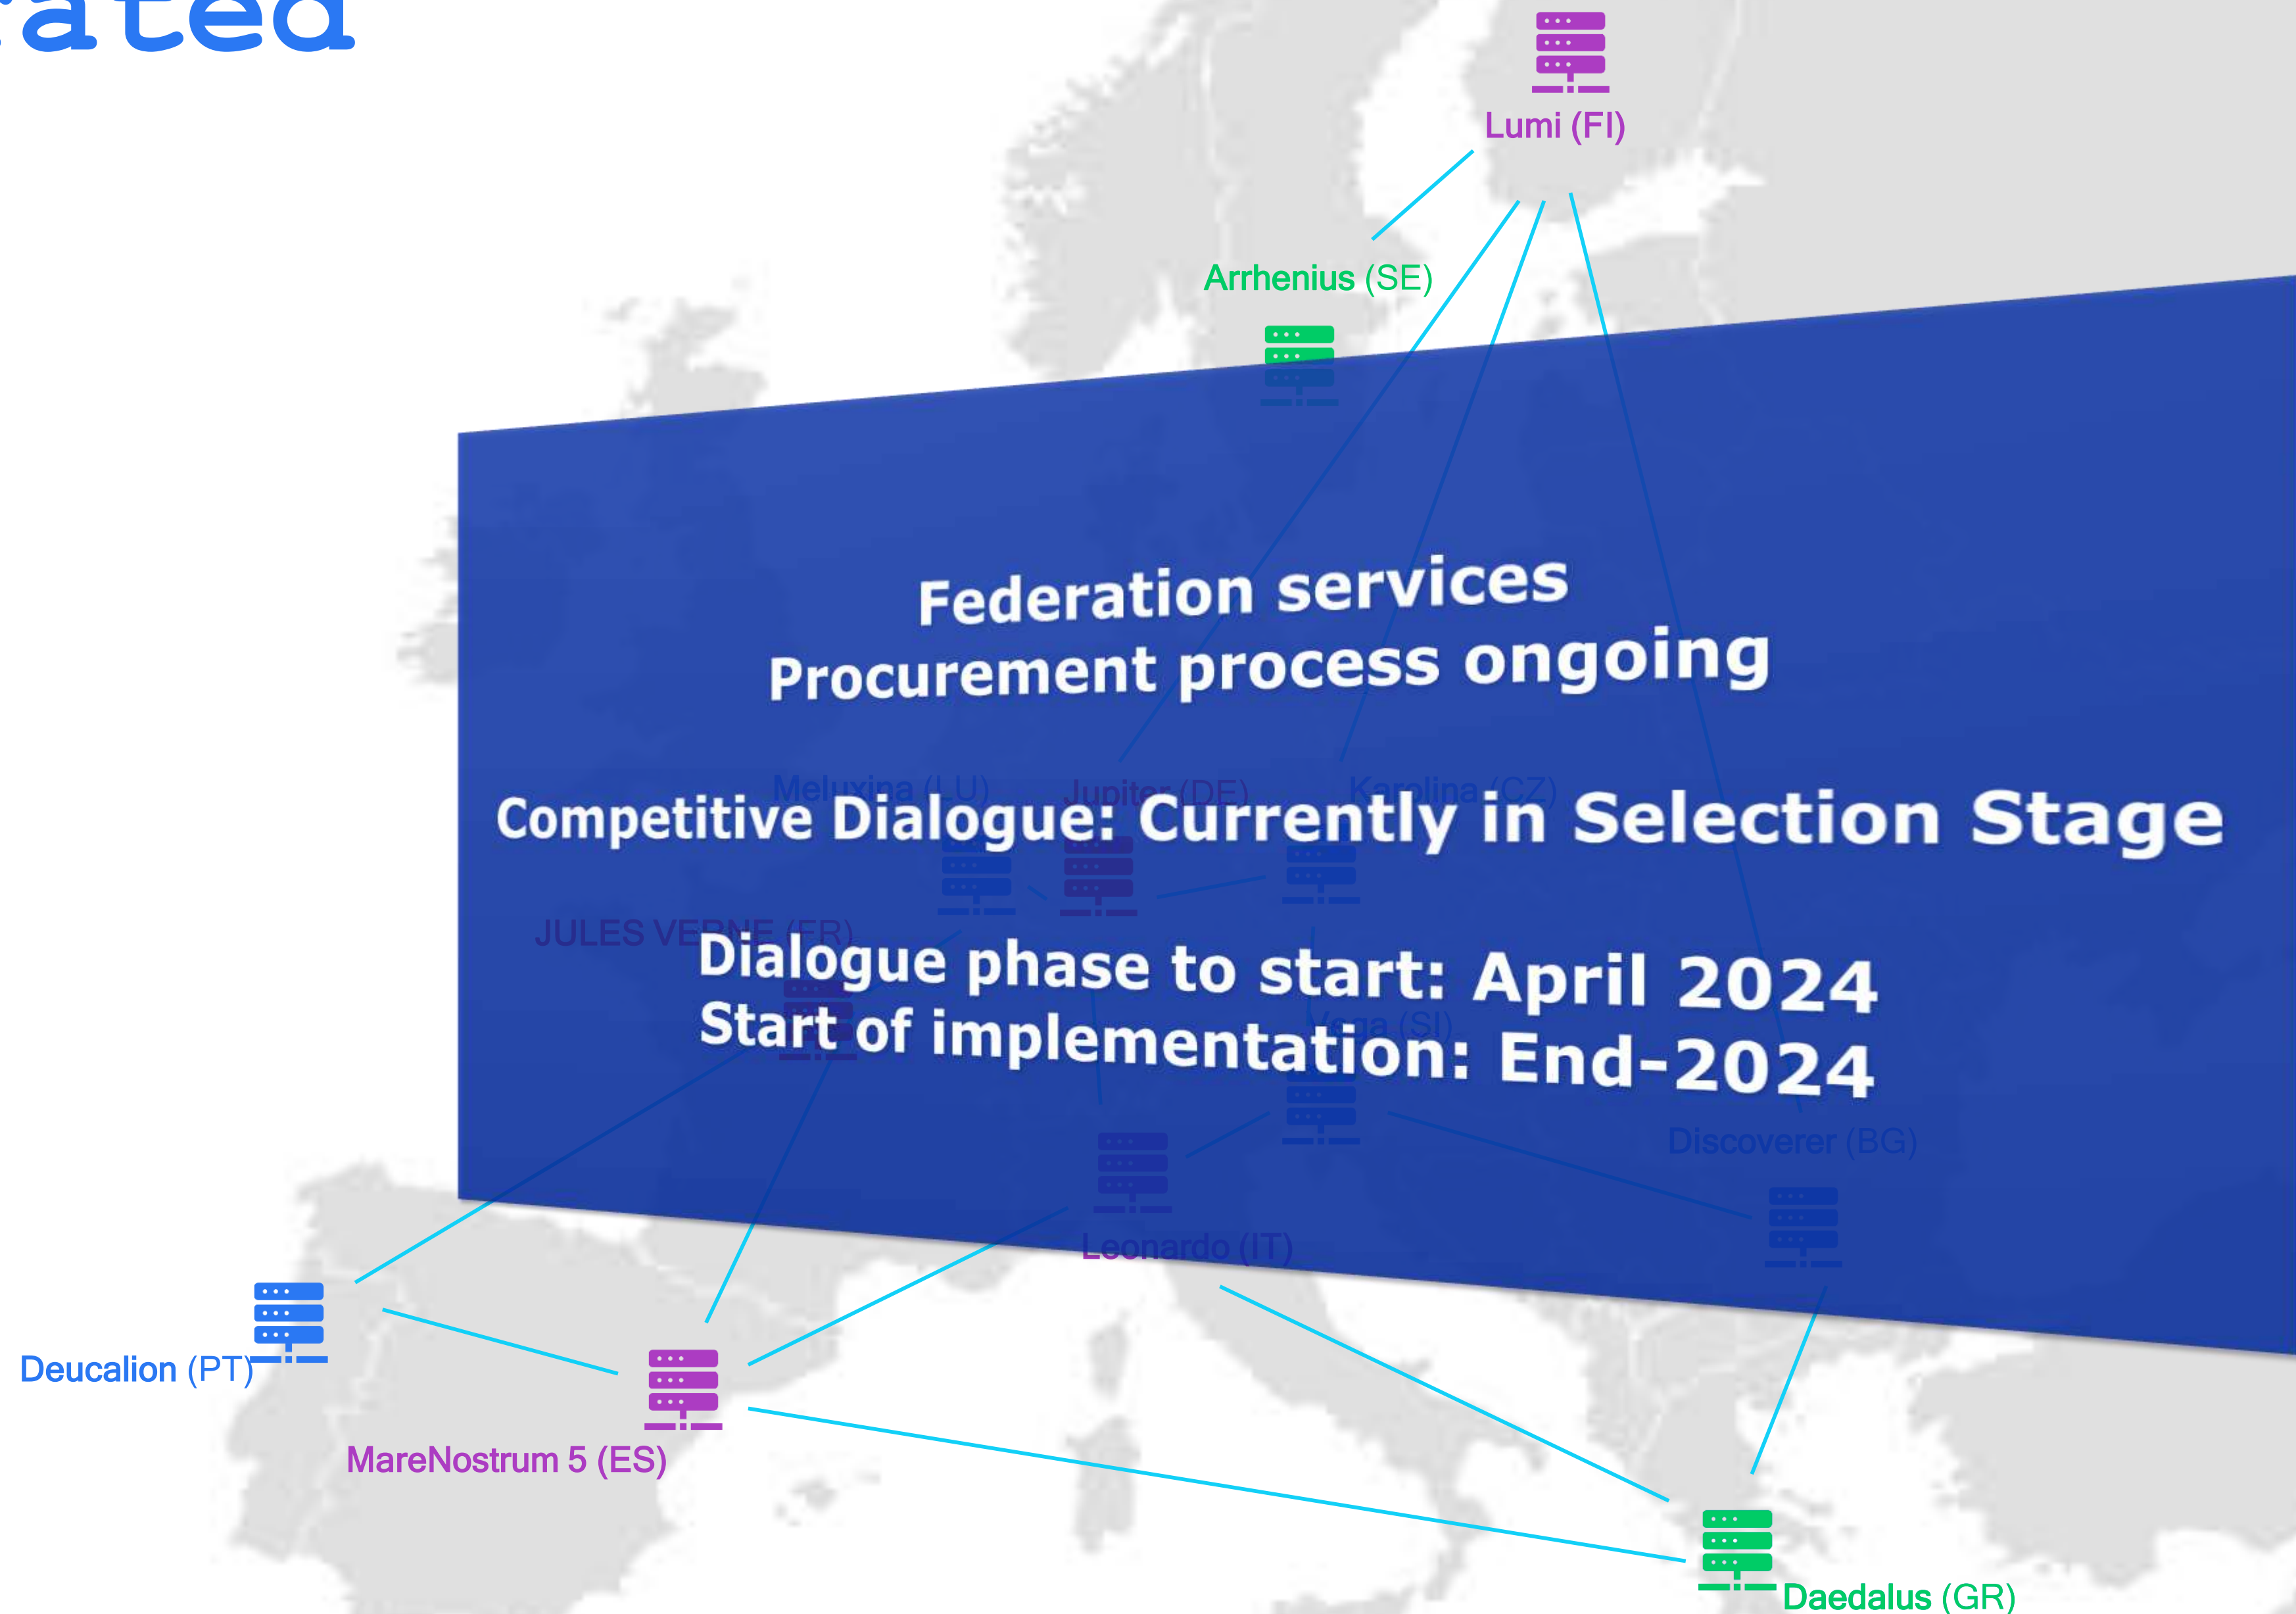 rated
Lumi (FI)
Arrhenius (SE)
Federation services
Procurement process ongoing
Meluxina (LU)
Jupiter (DE)
Karolina (CZ)
Competitive Dialogue: Currently in Selection Stage
JULES VERNE (FR)
Dialogue phase to start: April 2024
Vega (SI)
Start of implementation: End-2024
Discoverer (BG)
Leonardo (IT)
Deucalion (PT)
MareNostrum 5 (ES)
Daedalus (GR)